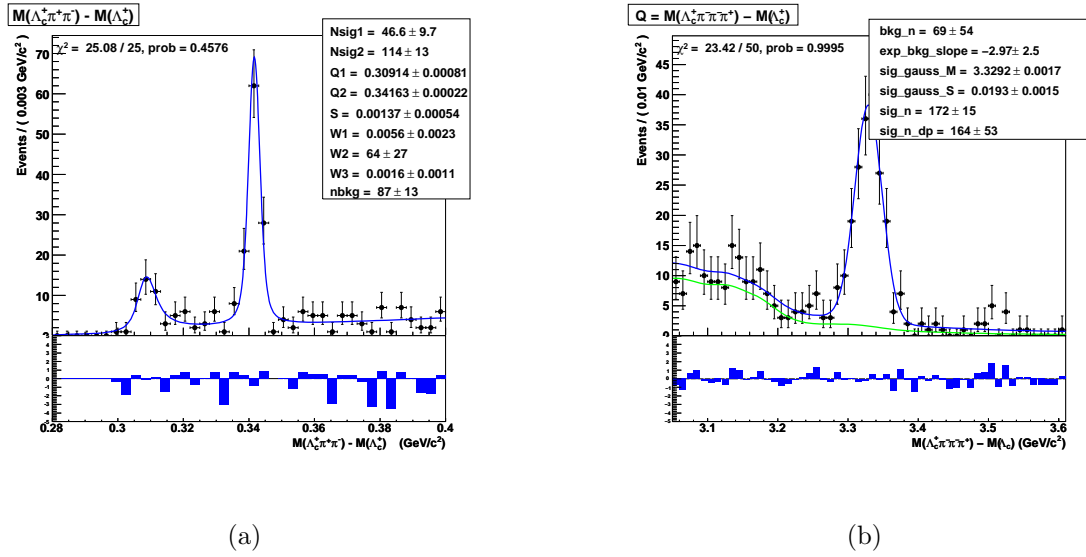 M(Λc+π+π-) - M(Λc+)
χ2 = 25.08 / 25, prob = 0.4576
Nsig1 = 46.6 ± 9.7
Nsig2 = 114 ± 13
Q1 = 0.30914 ± 0.00081
Q2 = 0.34163 ± 0.00022
S = 0.00137 ± 0.00054
W1 = 0.0056 ± 0.0023
W2 = 64 ± 27
W3 = 0.0016 ± 0.0011
nbkg = 87 ± 13
Events / ( 0.003 GeV/c2 )
70
60
50
40
30
20
10
0
0.28 0.3 0.32 0.34 0.36 0.38 0.4
M(Λc+π+π-) - M(Λc+) (GeV/c2)
(a)
Q = M(Λc+π-π-π+) − M(Λc+)
χ2 = 23.42 / 50, prob = 0.9995
bkg_n = 69 ± 54
exp_bkg_slope = −2.97 ± 2.5
sig_gauss_M = 3.3292 ± 0.0017
sig_gauss_S = 0.0193 ± 0.0015
sig_n = 172 ± 15
sig_n_dp = 164 ± 53
Events / ( 0.01 GeV/c2 )
45
40
35
30
25
20
15
10
5
0
3.1 3.2 3.3 3.4 3.5 3.6
M(Λc+π-π-π+) − M(Λc) (GeV/c2)
(b)